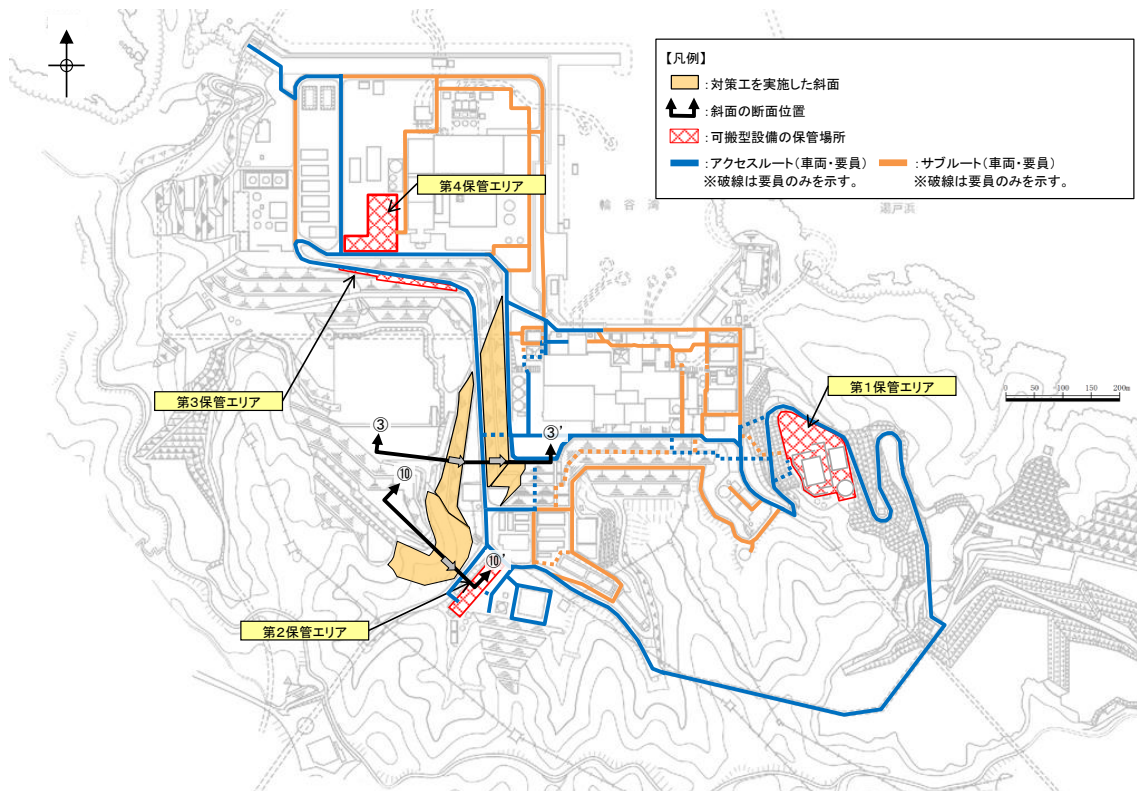 【凡例】
：対策工を実施した斜面
：斜面の断面位置
：可搬型設備の保管場所
：アクセスルート（車両・要員）
※破線は要員のみを示す。
：サブルート（車両・要員）
※破線は要員のみを示す。
第4保管エリア
輪谷湾
瀬戸浜
第3保管エリア
第1保管エリア
0 50 100 150 200m
③
③'
⑩
⑩'
第2保管エリア